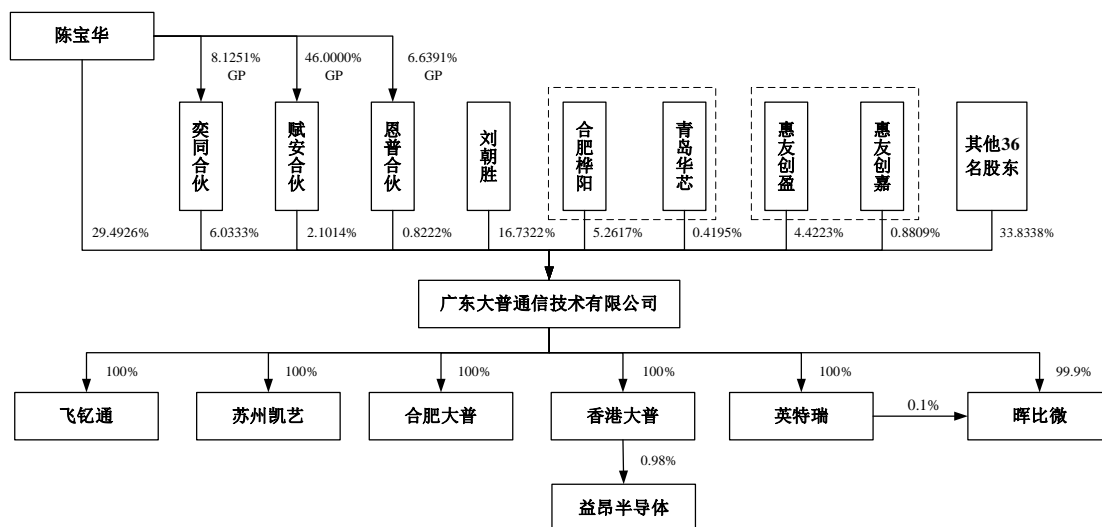 陈宝华
8.1251%
GP
46.0000%
GP
6.6391%
GP
奕同合伙
赋安合伙
恩普合伙
刘朝胜
合肥桦阳
青岛华芯
惠友创盈
惠友创嘉
其他36
名股东
29.4926%
6.0333%
2.1014%
0.8222%
16.7322%
5.2617%
0.4195%
4.4223%
0.8809%
33.8338%
广东大普通信技术有限公司
100%
100%
100%
100%
100%
99.9%
飞钇通
苏州凯艺
合肥大普
香港大普
英特瑞
0.1%
晖比微
0.98%
益昂半导体